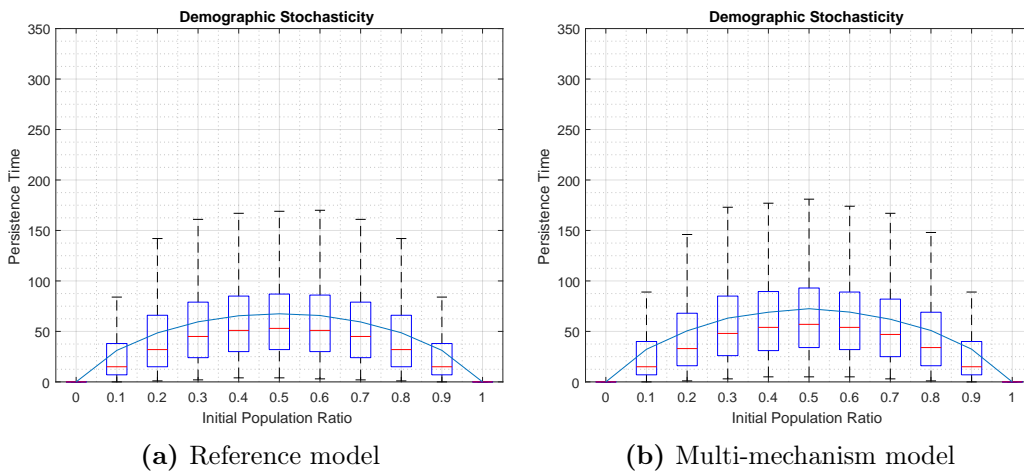 Demographic Stochasticity
350
300
250
200
150
100
50
0
Persistence Time
0 0.1 0.2 0.3 0.4 0.5 0.6 0.7 0.8 0.9 1
Initial Population Ratio
(a) Reference model
Demographic Stochasticity
350
300
250
200
150
100
50
0
Persistence Time
0 0.1 0.2 0.3 0.4 0.5 0.6 0.7 0.8 0.9 1
Initial Population Ratio
(b) Multi-mechanism model